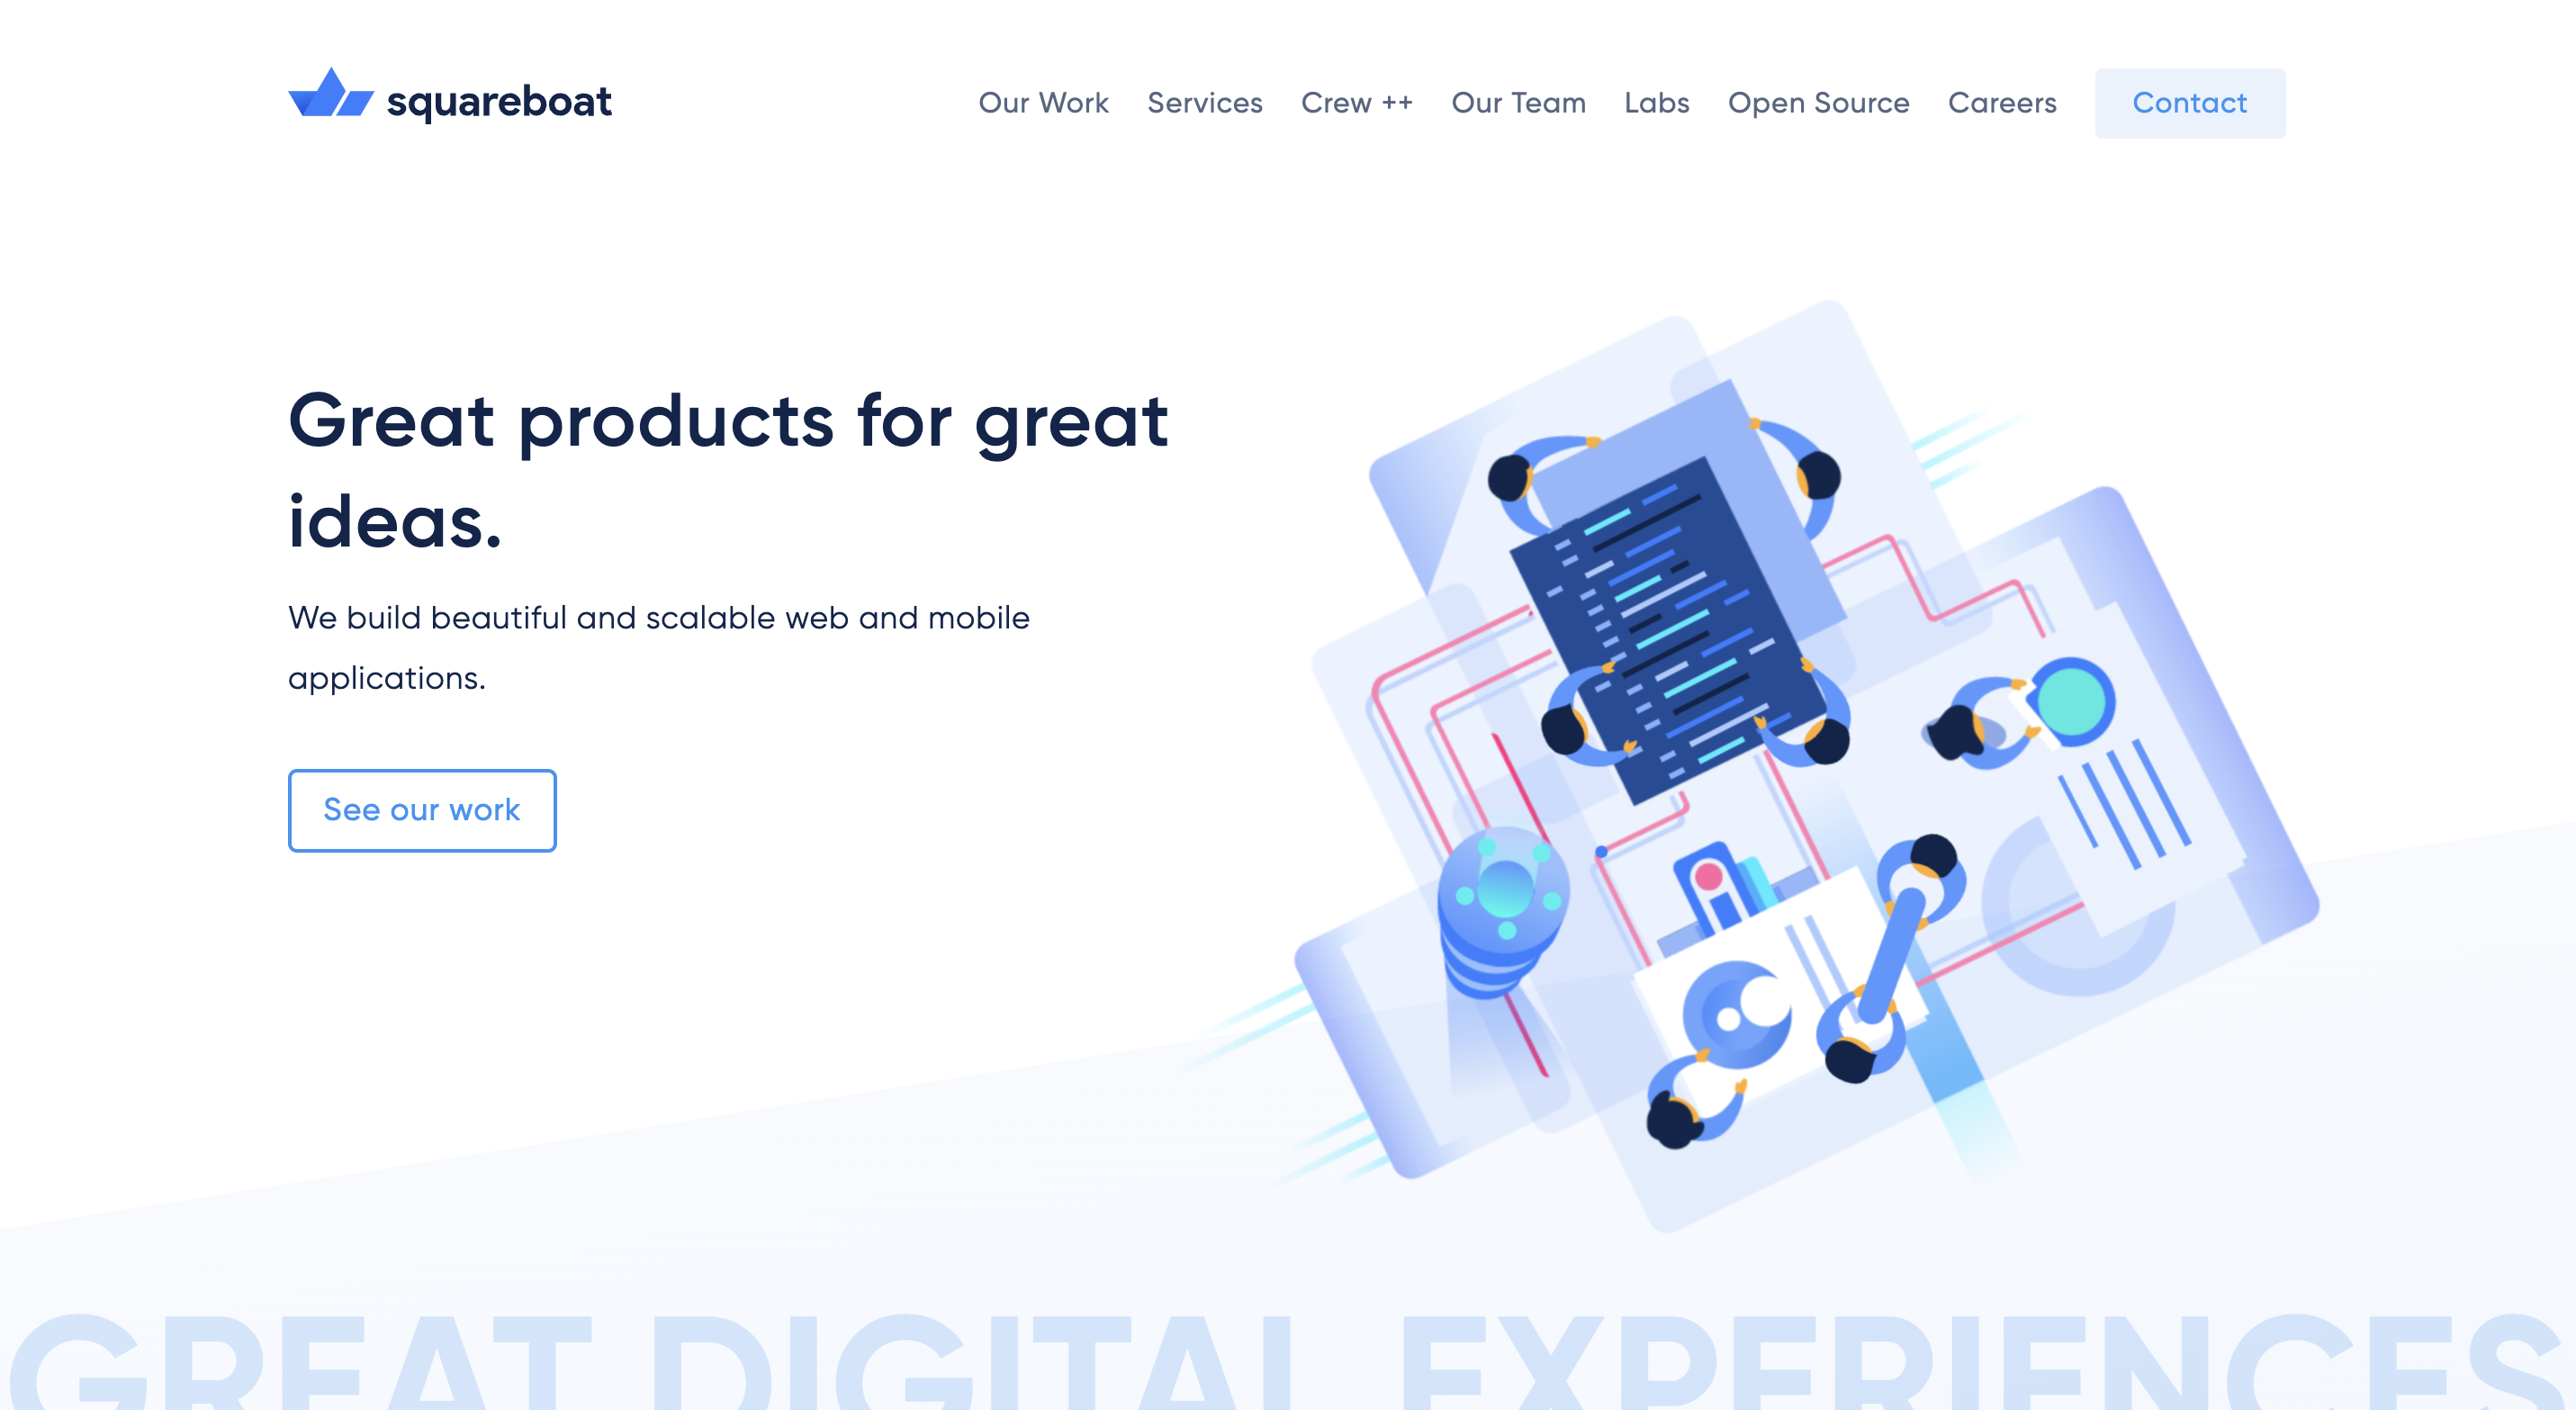 squareboat
Our Work Services Crew ++ Our Team Labs Open Source Careers Contact
Great products for great
ideas.
We build beautiful and scalable web and mobile
applications.
See our work
GREAT DIGITAL EXPERIENCES